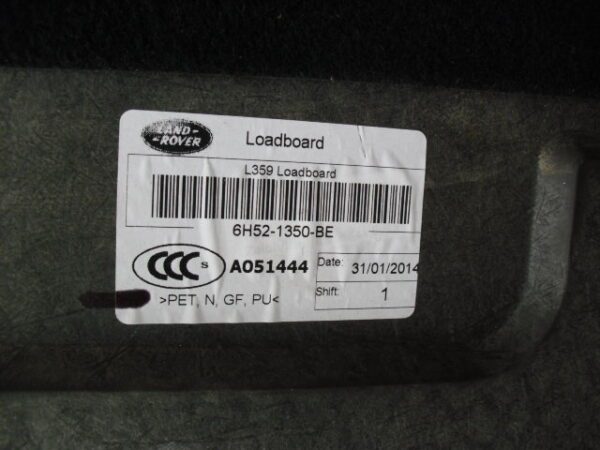 LAND-
-ROVER
Loadboard
L359 Loadboard
6H52-1350-BE
CCC S A051444
Date: 31/01/2014
>PET, N, GF, PU<
Shift: 1